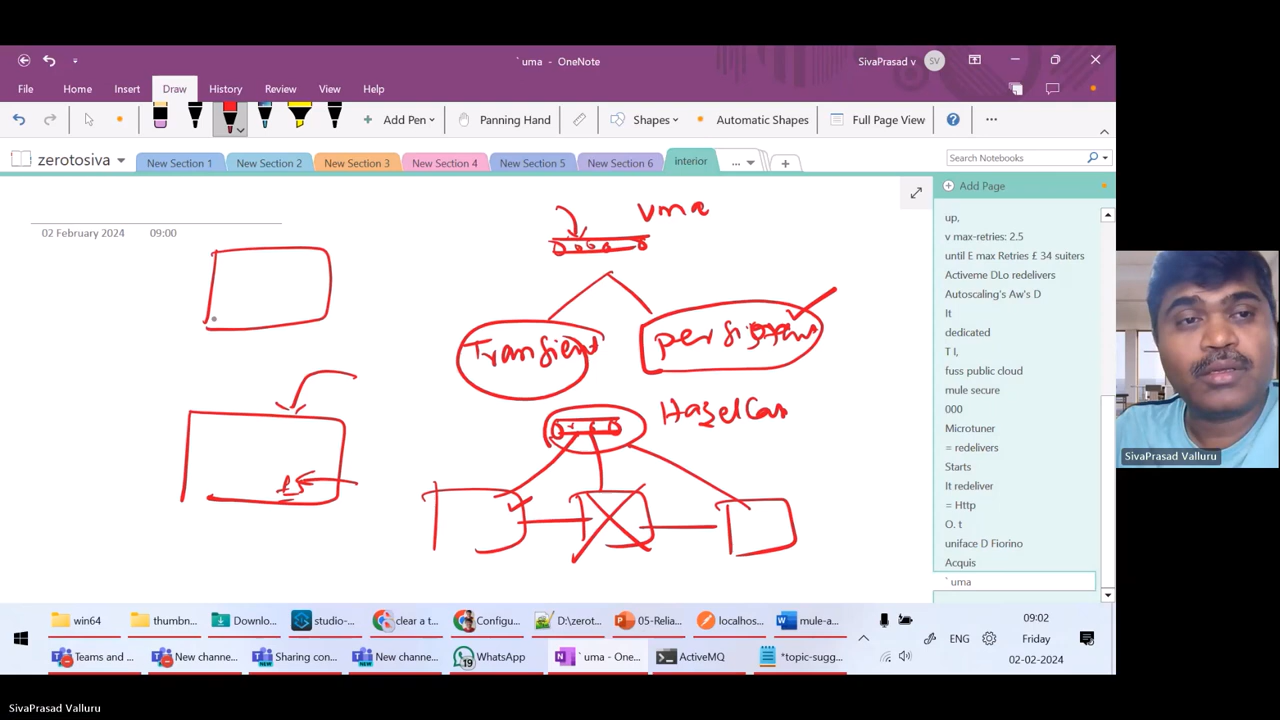 `uma - OneNote
SivaPrasad v
SV
File Home Insert Draw History Review View Help
Add Pen
Panning Hand
Shapes
Automatic Shapes
Full Page View
zerotosiva
New Section 1
New Section 2
New Section 3
New Section 4
New Section 5
New Section 6
interior
...
Search Notebooks
02 February 2024 09:00
Add Page
up,
v max-retries: 2.5
until E max Retries £ 34 suiters
Activeme DLo redelivers
Autoscaling's Aw's D
It
dedicated
T I,
fuss public cloud
mule secure
000
Microtuner
= redelivers
Starts
It redeliver
= Http
O. t
uniface D Fiorino
Acquis
`uma
vma
Transient
HazelCas
SivaPrasad Valluru
win64
thumbn...
Downlo...
studio-...
clear a t...
Configu...
D:\zerot...
05-Relia...
localhos...
mule-a...
Teams and ...
New channe...
Sharing con...
New channe...
19
WhatsApp
`uma - One...
ActiveMQ
*topic-sugg...
ENG
09:02
Friday
02-02-2024
SivaPrasad Valluru